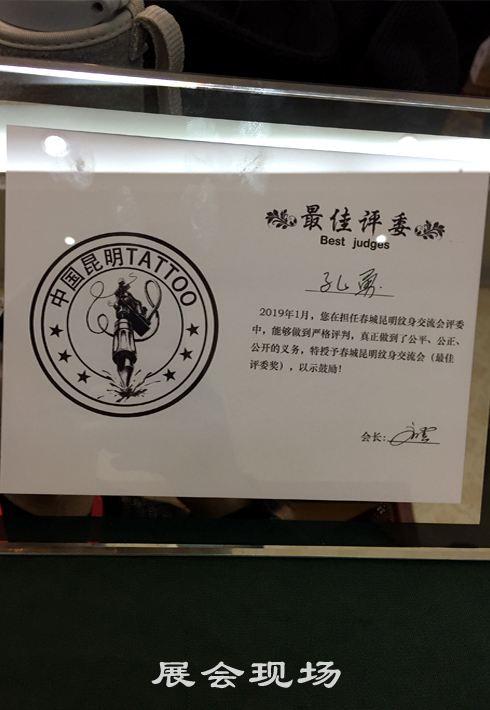 最佳评委
Best judges
中国昆明TATTOO
孔勇
2019年1月，您在担任春城昆明纹身交流会评委
中，能够做到严格评判，真正做到了公平、公正、
公开的义务，特授予春城昆明纹身交流会（最佳
评委奖），以示鼓励！
会长：
展会现场